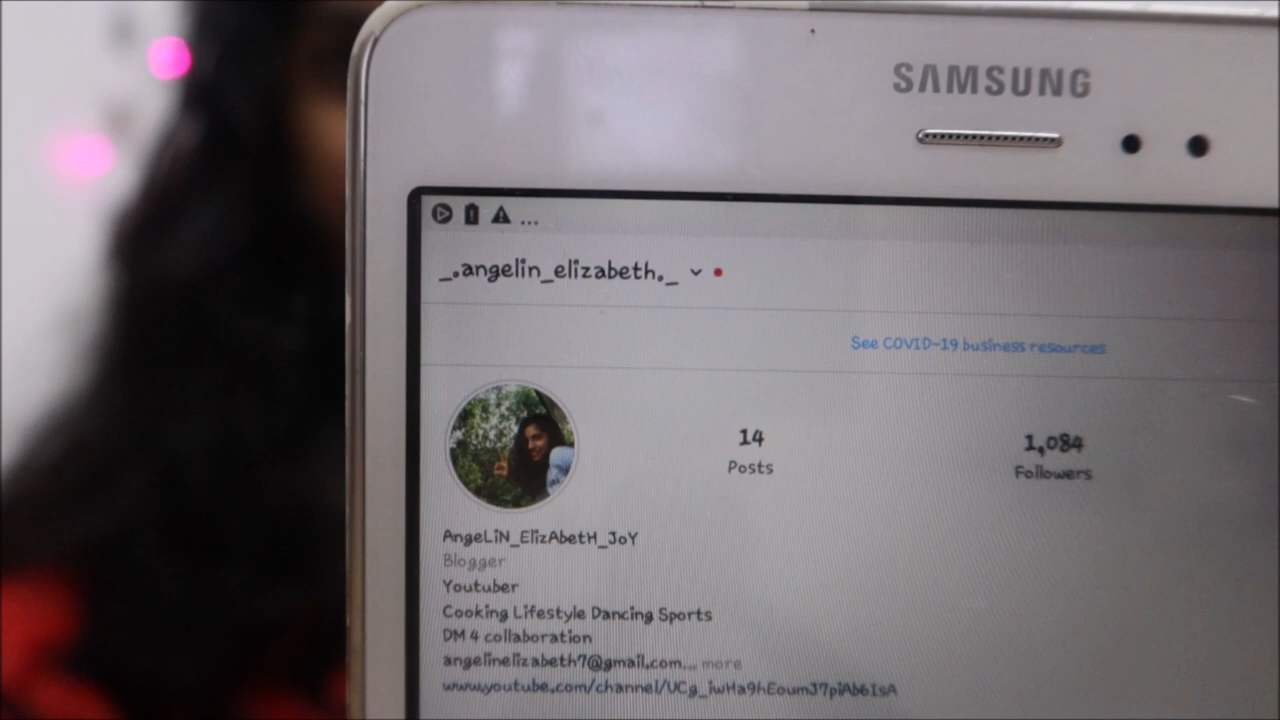 SAMSUNG
...
_.angelin_elizabeth._
See COVID-19 business resources
14
Posts
1,084
Followers
AngeLiN_ElizAbetH_JoY
Blogger
Youtuber
Cooking Lifestyle Dancing Sports
DM 4 collaboration
angelinelizabeth7@gmail.com... more
www.youtube.com/channel/UCg_iwHa9hEoumJ7piAb6IsA